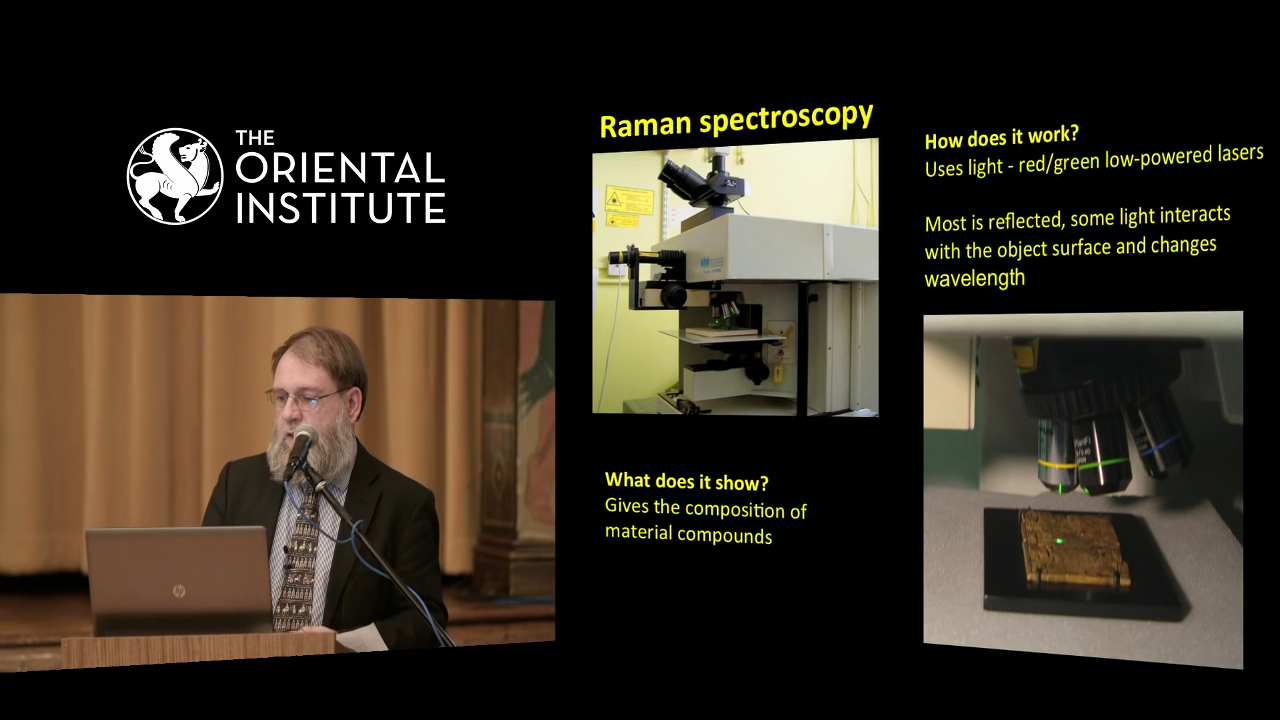 THE
ORIENTAL
INSTITUTE
Raman spectroscopy
What does it show?
Gives the composition of
material compounds
How does it work?
Uses light - red/green low-powered lasers
Most is reflected, some light interacts
with the object surface and changes
wavelength
hp